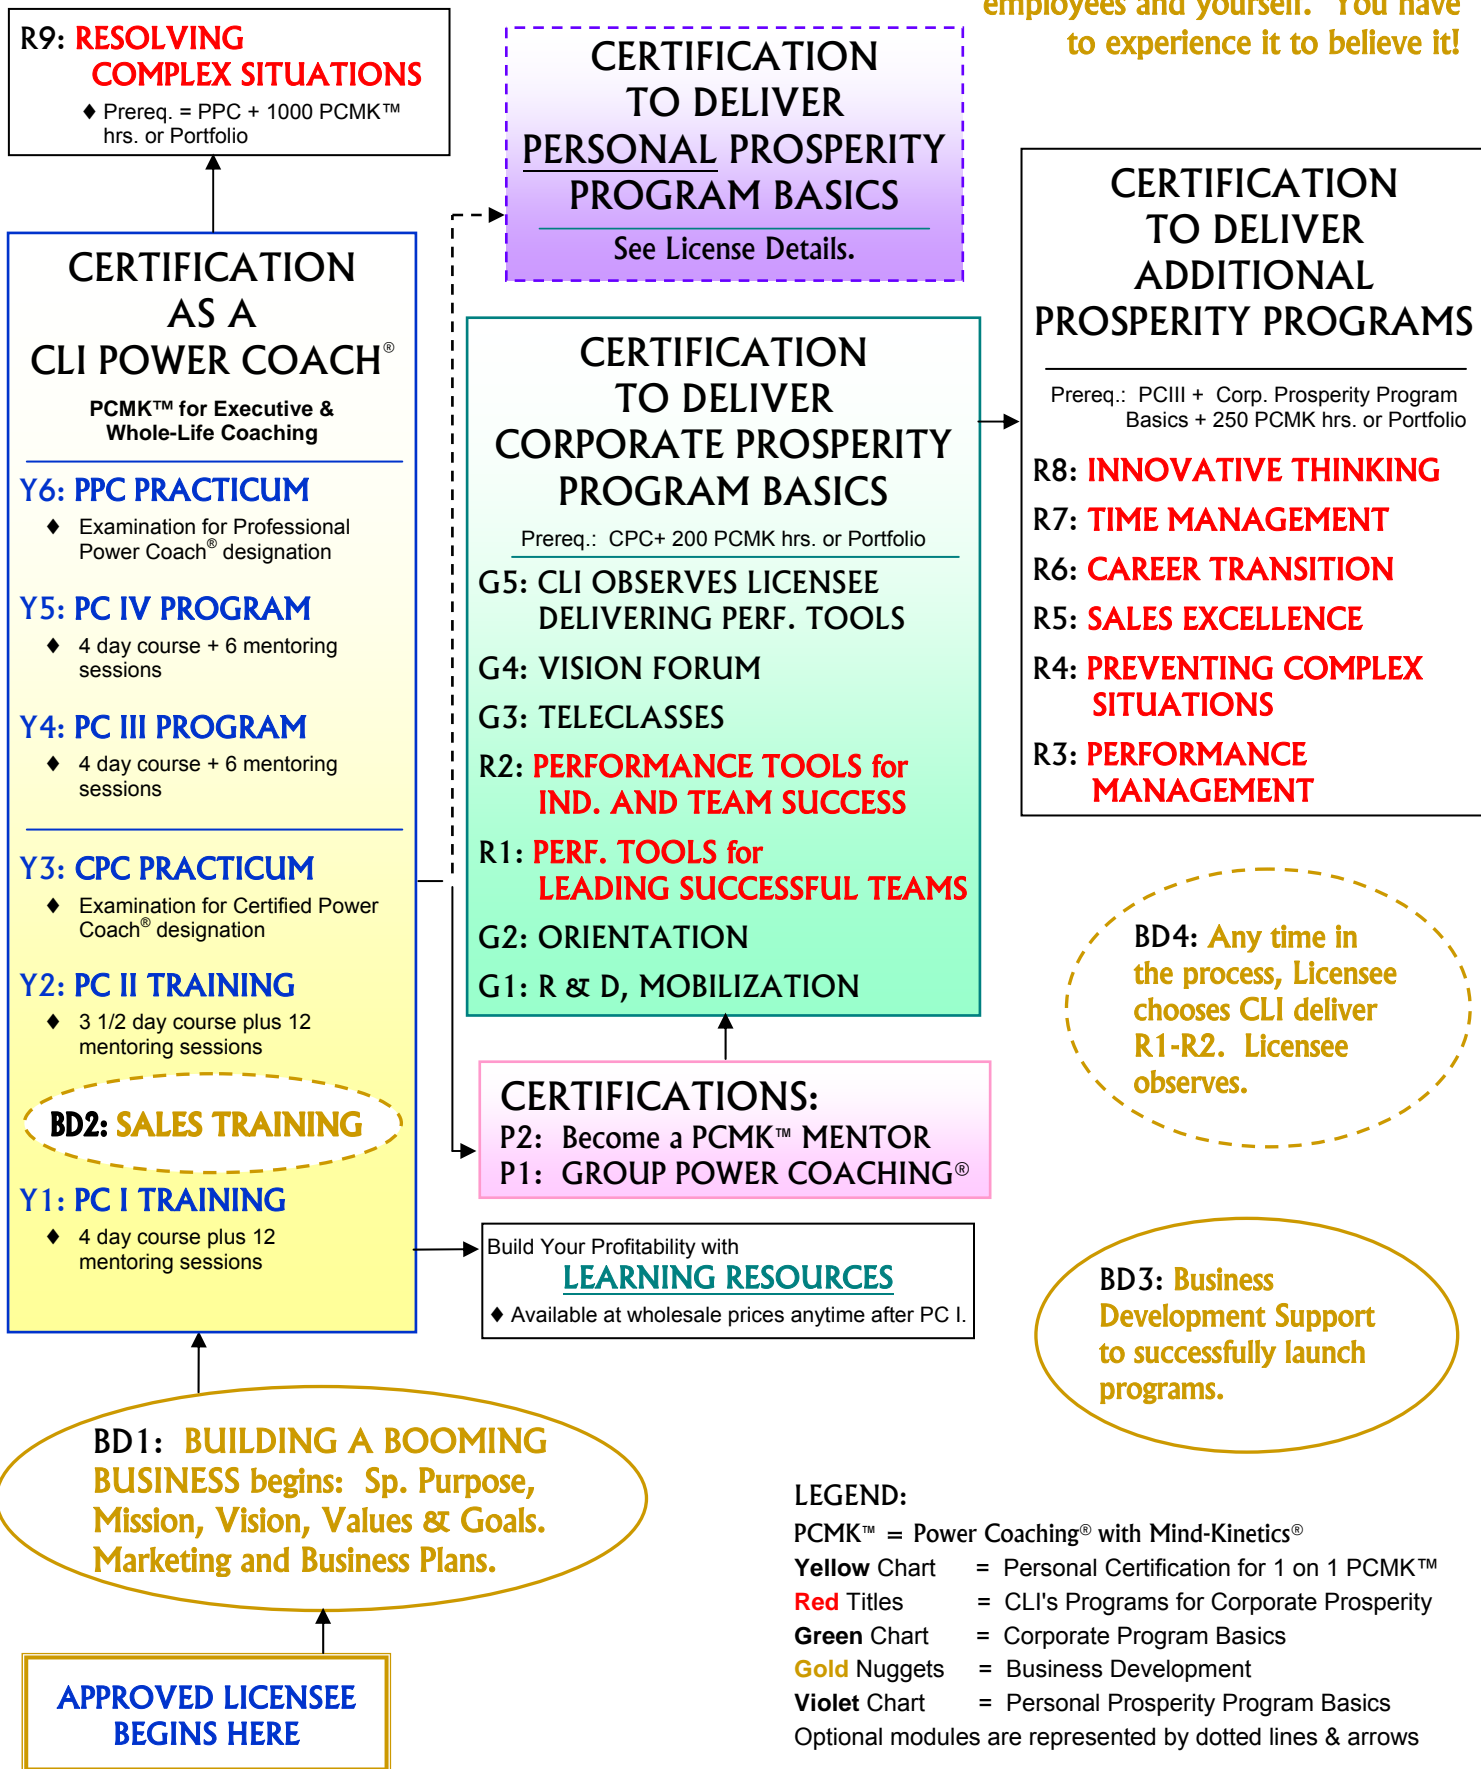 employees and yourself. You have
to experience it to believe it!
R9: RESOLVING
COMPLEX SITUATIONS
♦ Prereq. = PPC + 1000 PCMK™
hrs. or Portfolio
CERTIFICATION
TO DELIVER
PERSONAL PROSPERITY
PROGRAM BASICS
See License Details.
CERTIFICATION
AS A
CLI POWER COACH®
PCMK™ for Executive &
Whole-Life Coaching
Y6: PPC PRACTICUM
♦ Examination for Professional
Power Coach® designation
Y5: PC IV PROGRAM
♦ 4 day course + 6 mentoring
sessions
Y4: PC III PROGRAM
♦ 4 day course + 6 mentoring
sessions
Y3: CPC PRACTICUM
♦ Examination for Certified Power
Coach® designation
Y2: PC II TRAINING
♦ 3 1/2 day course plus 12
mentoring sessions
BD2: SALES TRAINING
Y1: PC I TRAINING
♦ 4 day course plus 12
mentoring sessions
CERTIFICATION
TO DELIVER
CORPORATE PROSPERITY
PROGRAM BASICS
Prereq.: CPC+ 200 PCMK hrs. or Portfolio
G5: CLI OBSERVES LICENSEE
DELIVERING PERF. TOOLS
G4: VISION FORUM
G3: TELECLASSES
R2: PERFORMANCE TOOLS for
IND. AND TEAM SUCCESS
R1: PERF. TOOLS for
LEADING SUCCESSFUL TEAMS
G2: ORIENTATION
G1: R & D, MOBILIZATION
CERTIFICATIONS:
P2: Become a PCMK™ MENTOR
P1: GROUP POWER COACHING®
Build Your Profitability with
LEARNING RESOURCES
♦ Available at wholesale prices anytime after PC I.
CERTIFICATION
TO DELIVER
ADDITIONAL
PROSPERITY PROGRAMS
Prereq.: PCIII + Corp. Prosperity Program
Basics + 250 PCMK hrs. or Portfolio
R8: INNOVATIVE THINKING
R7: TIME MANAGEMENT
R6: CAREER TRANSITION
R5: SALES EXCELLENCE
R4: PREVENTING COMPLEX
SITUATIONS
R3: PERFORMANCE
MANAGEMENT
BD4: Any time in
the process, Licensee
chooses CLI deliver
R1-R2. Licensee
observes.
BD3: Business
Development Support
to successfully launch
programs.
BD1: BUILDING A BOOMING
BUSINESS begins: Sp. Purpose,
Mission, Vision, Values & Goals.
Marketing and Business Plans.
APPROVED LICENSEE
BEGINS HERE
LEGEND:
PCMK™ = Power Coaching® with Mind-Kinetics®
Yellow Chart = Personal Certification for 1 on 1 PCMK™
Red Titles = CLI's Programs for Corporate Prosperity
Green Chart = Corporate Program Basics
Gold Nuggets = Business Development
Violet Chart = Personal Prosperity Program Basics
Optional modules are represented by dotted lines & arrows